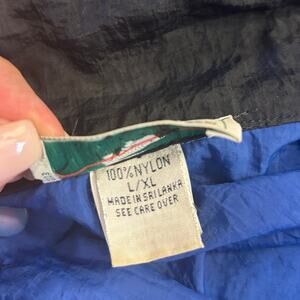 100% NYLON
L/XL
MADE IN SRI LANKA
SEE CARE OVER